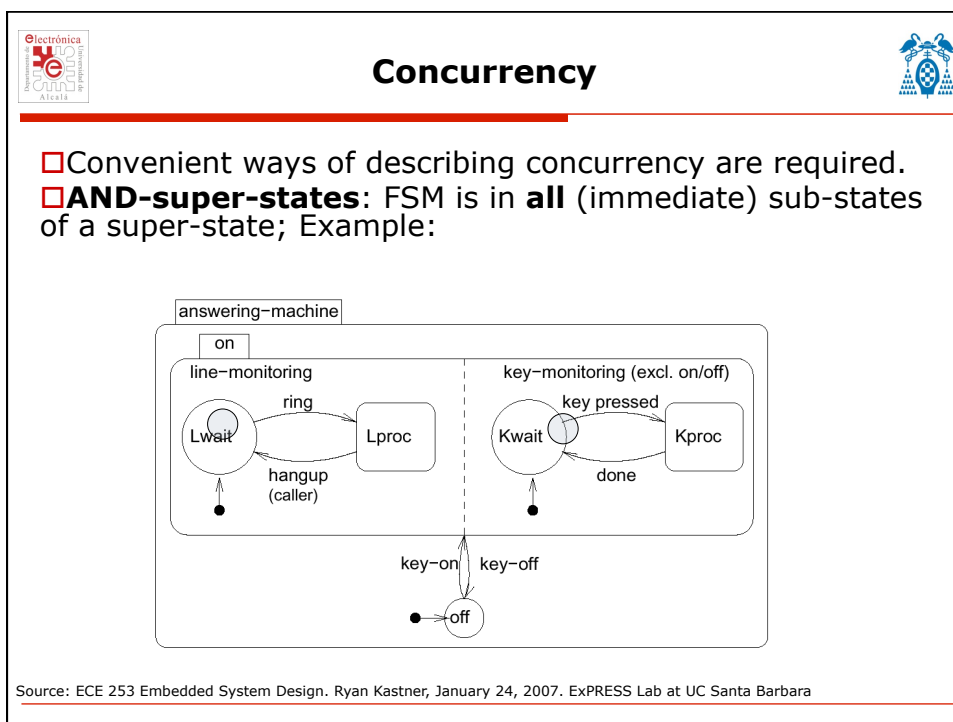 electrónica
Departamento de
Universidad de
Alcalá
Concurrency
Convenient ways of describing concurrency are required.
AND-super-states: FSM is in all (immediate) sub-states
of a super-state; Example:
answering-machine
on
line-monitoring
key-monitoring (excl. on/off)
ring
key pressed
Lwait
Lproc
Kwait
Kproc
hangup
(caller)
done
key-on
key-off
off
Source: ECE 253 Embedded System Design. Ryan Kastner, January 24, 2007. ExPRESS Lab at UC Santa Barbara